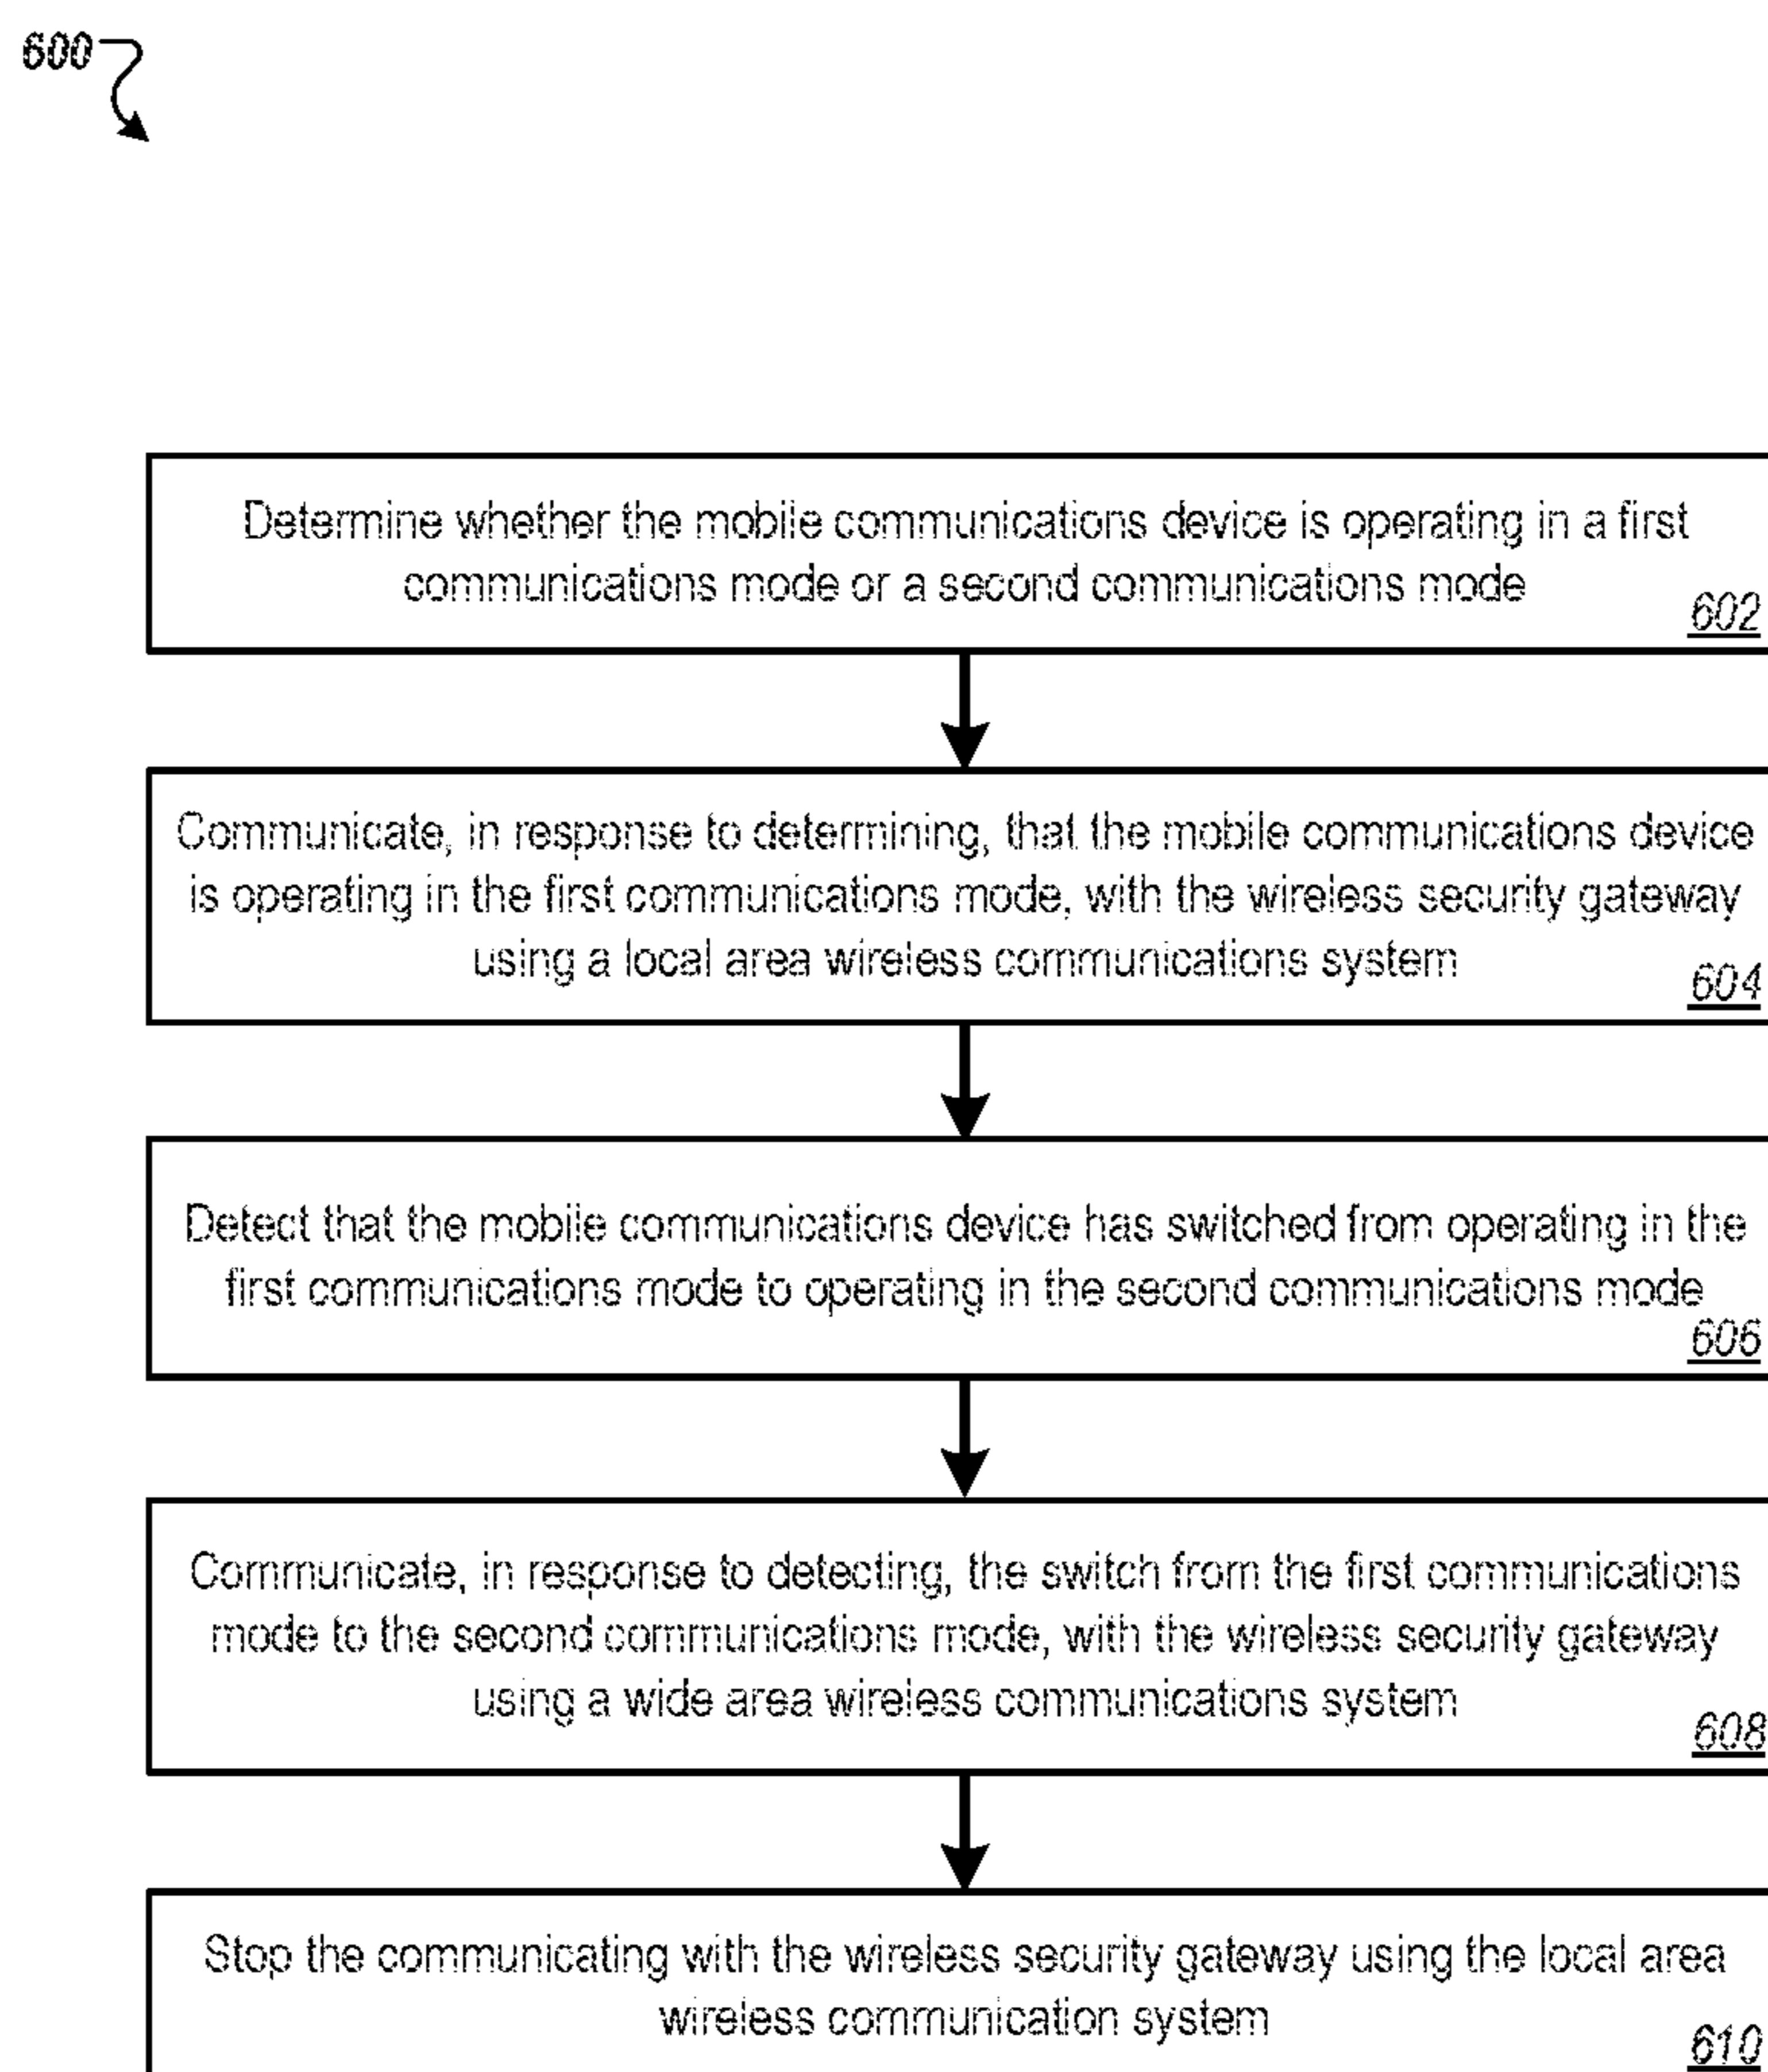 600
Determine whether the mobile communications device is operating in a first
communications mode or a second communications mode
602
Communicate, in response to determining, that the mobile communications device
is operating in the first communications mode, with the wireless security gateway
using a local area wireless communications system
604
Detect that the mobile communications device has switched from operating in the
first communications mode to operating in the second communications mode
606
Communicate, in response to detecting, the switch from the first communications
mode to the second communications mode, with the wireless security gateway
using a wide area wireless communications system
608
Stop the communicating with the wireless security gateway using the local area
wireless communication system
610